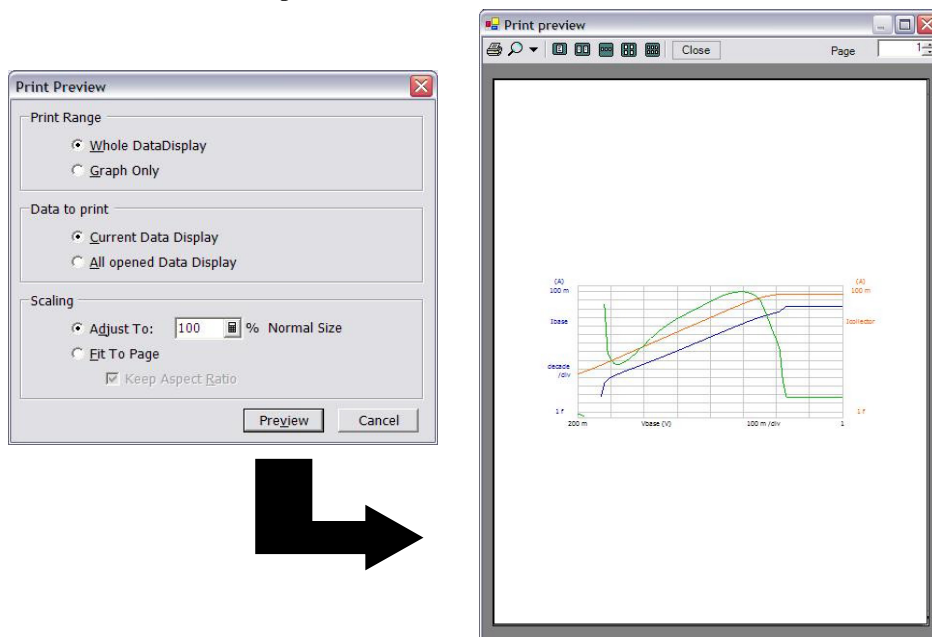 Print Preview
Print Range
Whole DataDisplay
Graph Only
Data to print
Current Data Display
All opened Data Display
Scaling
Adjust To: 100 % Normal Size
Fit To Page
Keep Aspect Ratio
Preview Cancel
Print preview
Close Page 1
(A) (A)
100 m 100 m
Ibase Icollector
decade
/div
1 f 1 f
200 m Vbase (V) 100 m /div 1